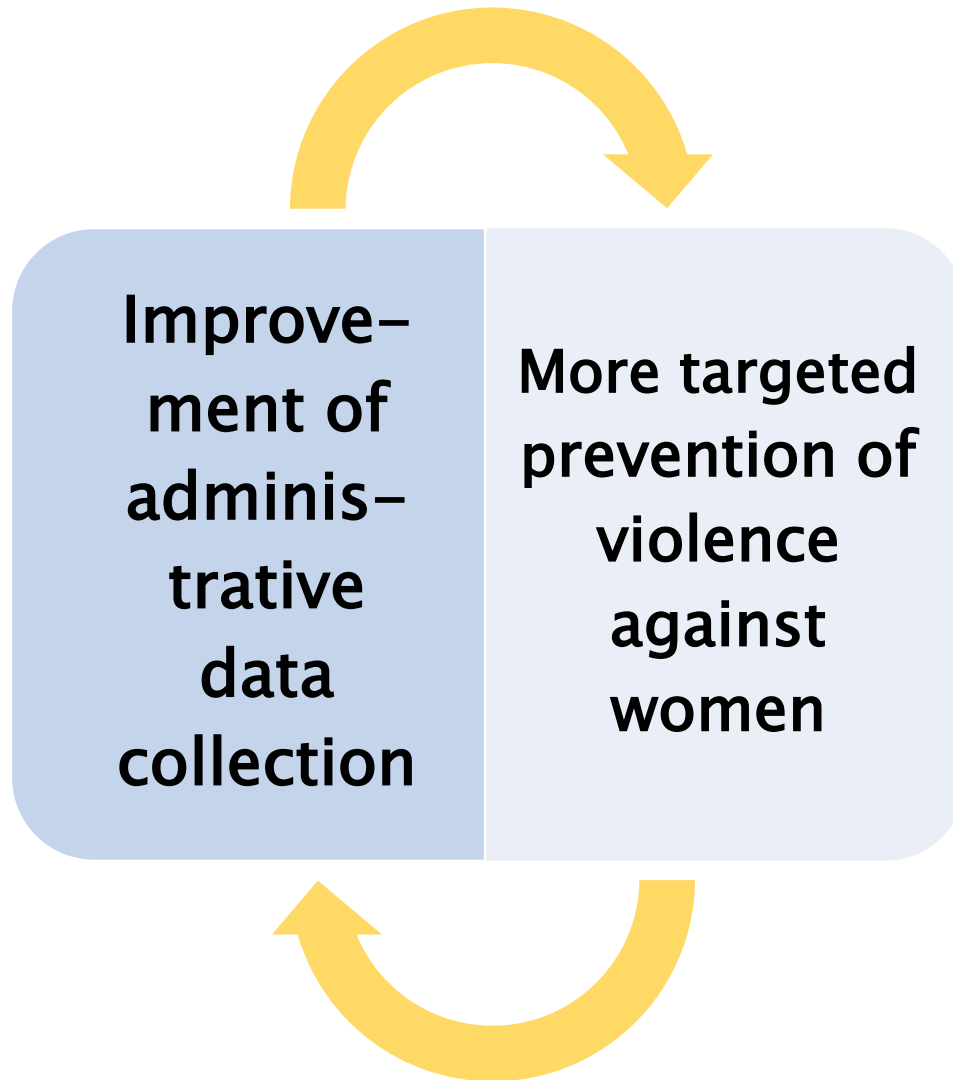 Improve-
ment of
adminis-
trative
data
collection
More targeted
prevention of
violence
against
women